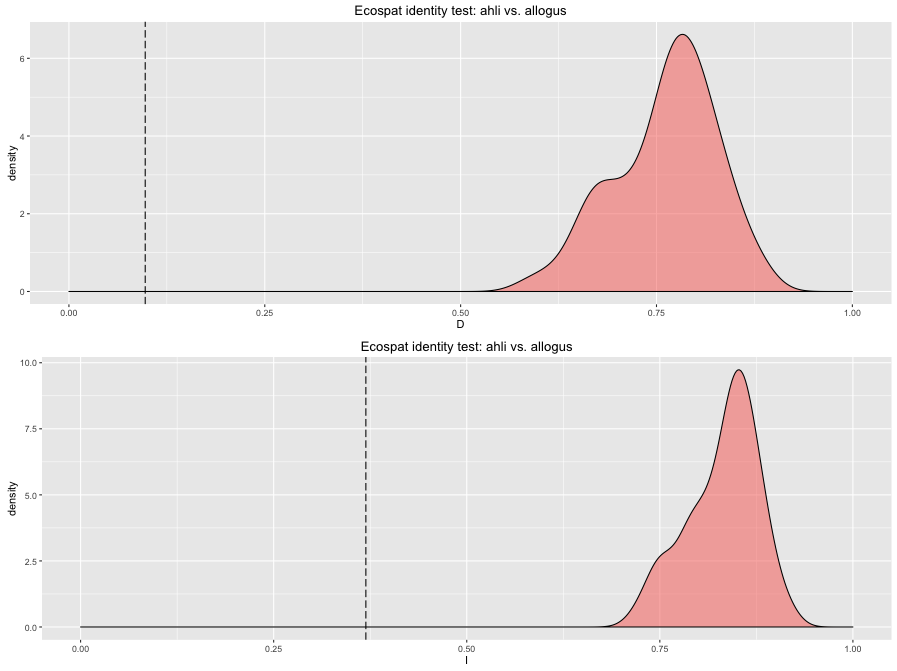 Ecospat identity test: ahli vs. allogus
density
6
4
2
0
0.00 0.25 0.50 0.75 1.00
D
Ecospat identity test: ahli vs. allogus
density
10.0
7.5
5.0
2.5
0.0
0.00 0.25 0.50 0.75 1.00
I